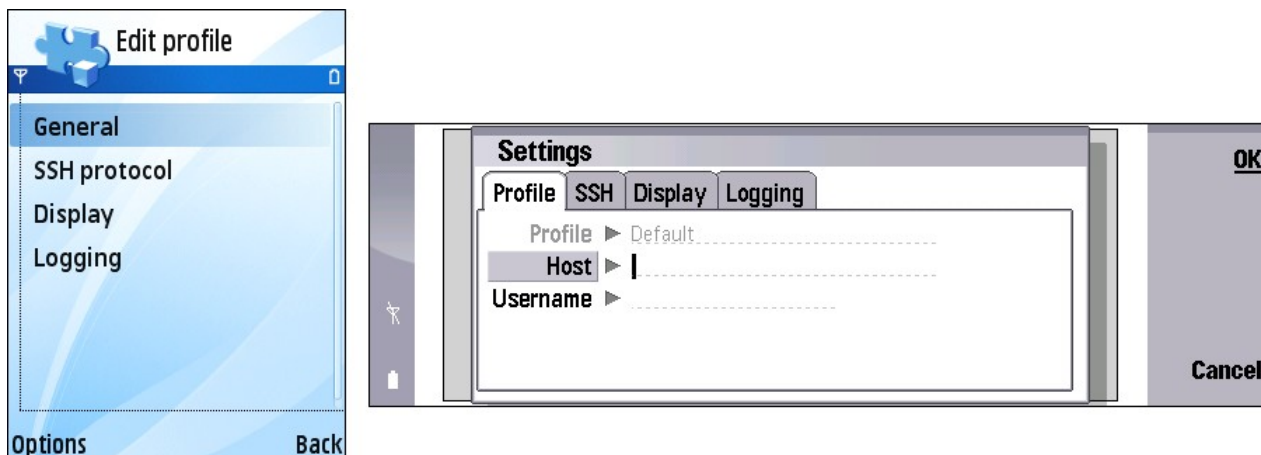 Edit profile
General
SSH protocol
Display
Logging
Options Back
Settings
Profile SSH Display Logging
Profile Default
Host
Username
OK
Cancel